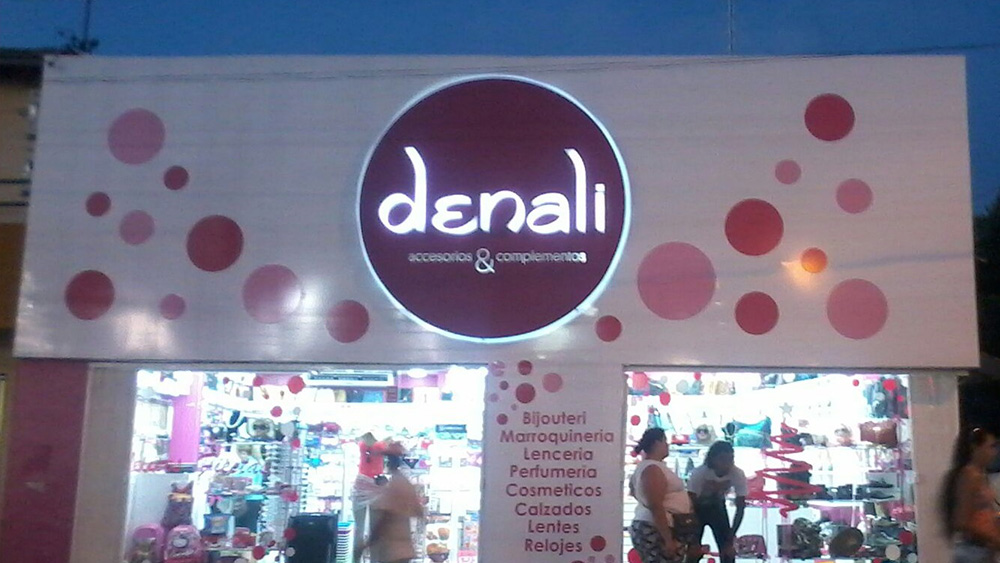 denali
accesorios & complementos
Bijouteri
Marroquineria
Lenceria
Perfumeria
Cosmeticos
Calzados
Lentes
Relojes